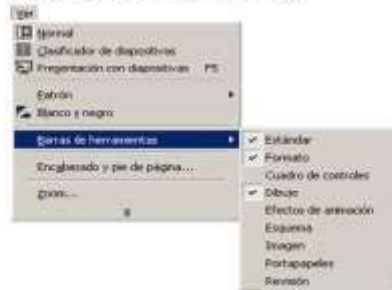 Ver
Normal
Clasificador de diapositivas
Presentación con diapositivas F5
Patrón
Blanco y negro
Barras de herramientas
Encabezado y pie de página...
Zoom...
Estándar
Formato
Cuadro de controles
Dibujo
Efectos de animación
Esquema
Imagen
Portapapeles
Revisión